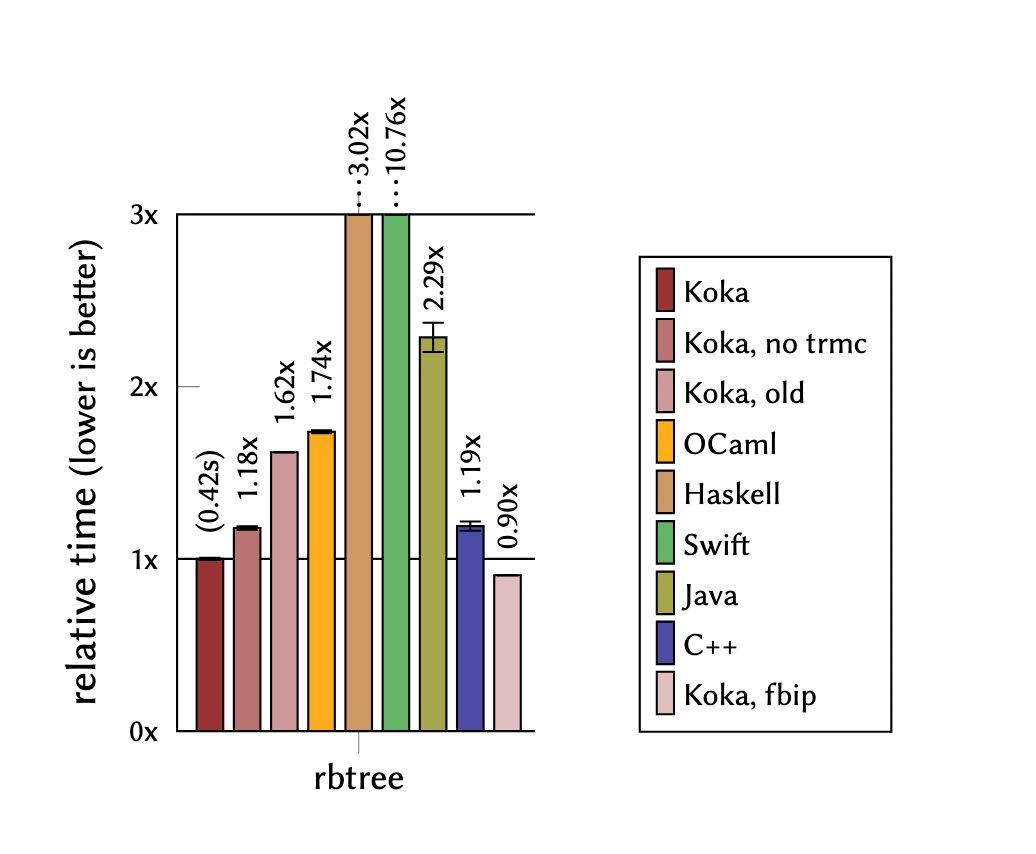 relative time (lower is better)
3x
2x
1x
0x
(0.42s)
1.18x
1.62x
1.74x
...3.02x
....10.76x
2.29x
1.19x
0.90x
rbtree
Koka
Koka, no trmc
Koka, old
OCaml
Haskell
Swift
Java
C++
Koka, fbip